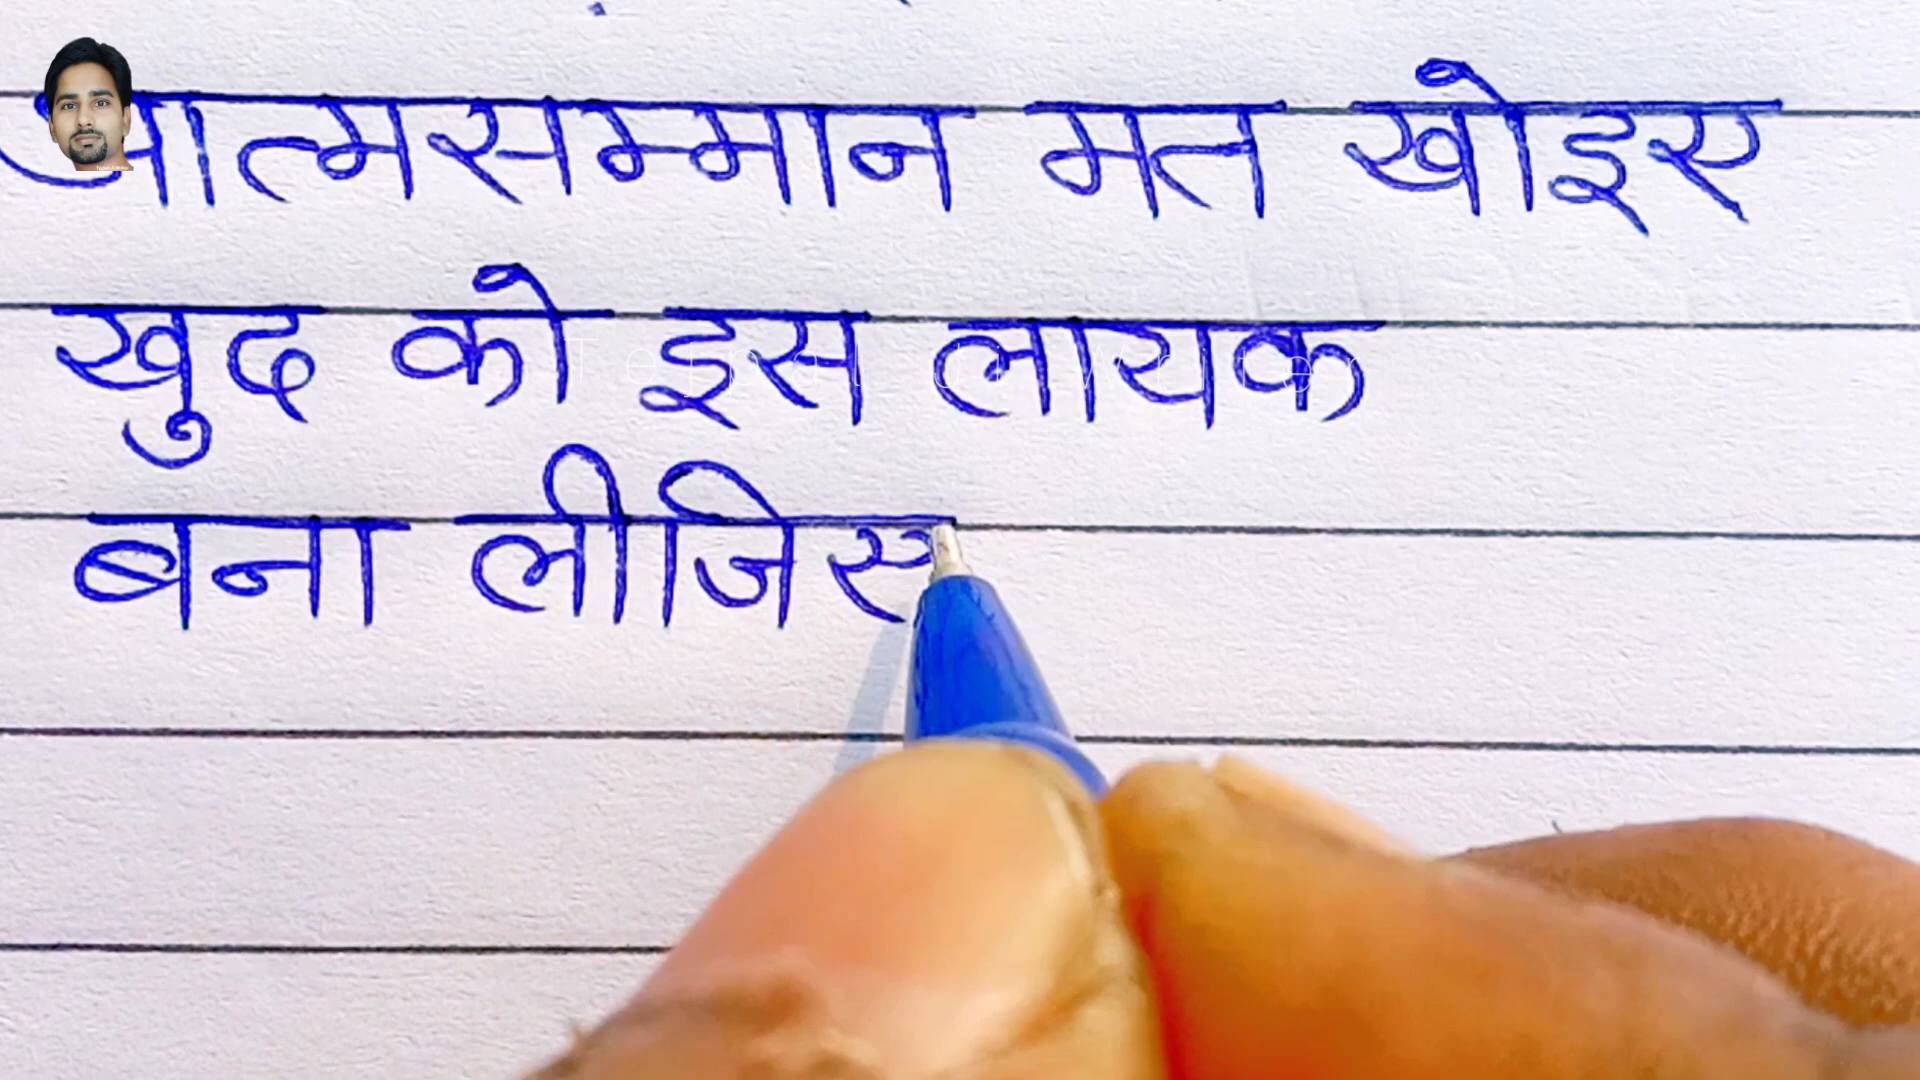 आत्मसम्मान मत खोइए
खुद को इस लायक
बना लीजिए